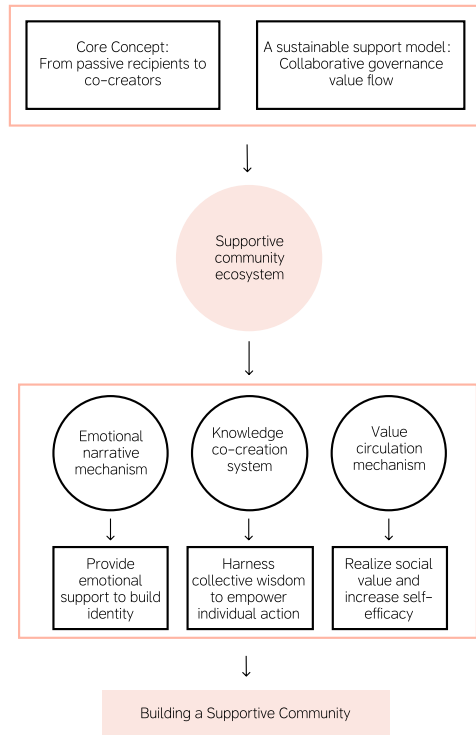 Core Concept:
From passive recipients to
co-creators
A sustainable support model:
Collaborative governance
value flow
Supportive
community
ecosystem
Emotional
narrative
mechanism
Knowledge
co-creation
system
Value
circulation
mechanism
Provide
emotional
support to build
identity
Harness
collective wisdom
to empower
individual action
Realize social
value and
increase self-
efficacy
Building a Supportive Community